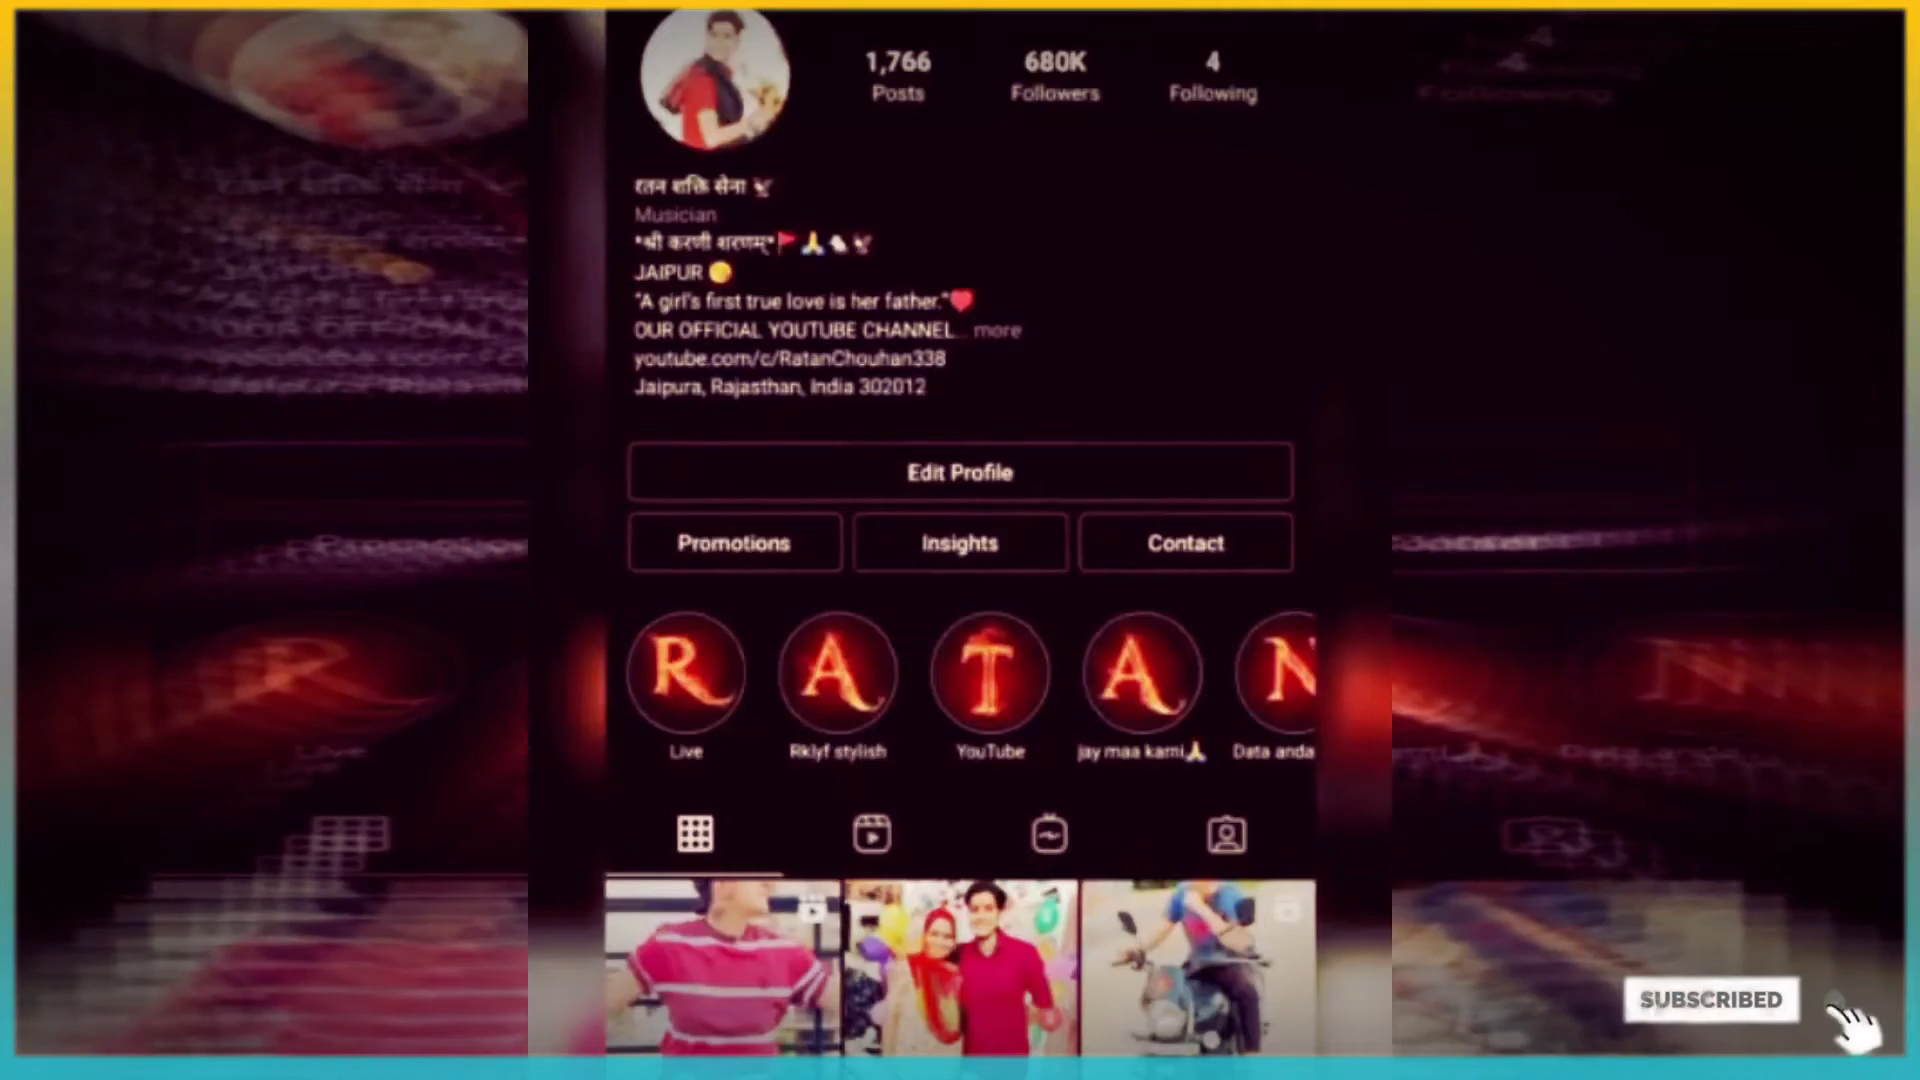 1,766 680K 4
Posts Followers Following
रतन शक्ति सेना 🕊
Musician
*श्री करणी शरणम्*🚩🙏🐁🕊
JAIPUR 😘
"A girl's first true love is her father."❤
OUR OFFICIAL YOUTUBE CHANNEL... more
youtube.com/c/RatanChouhan338
Jaipura, Rajasthan, India 302012
Edit Profile
Promotions Insights Contact
R A T A N
Live Rklyf stylish YouTube jay maa karni🙏 Data anda
SUBSCRIBED